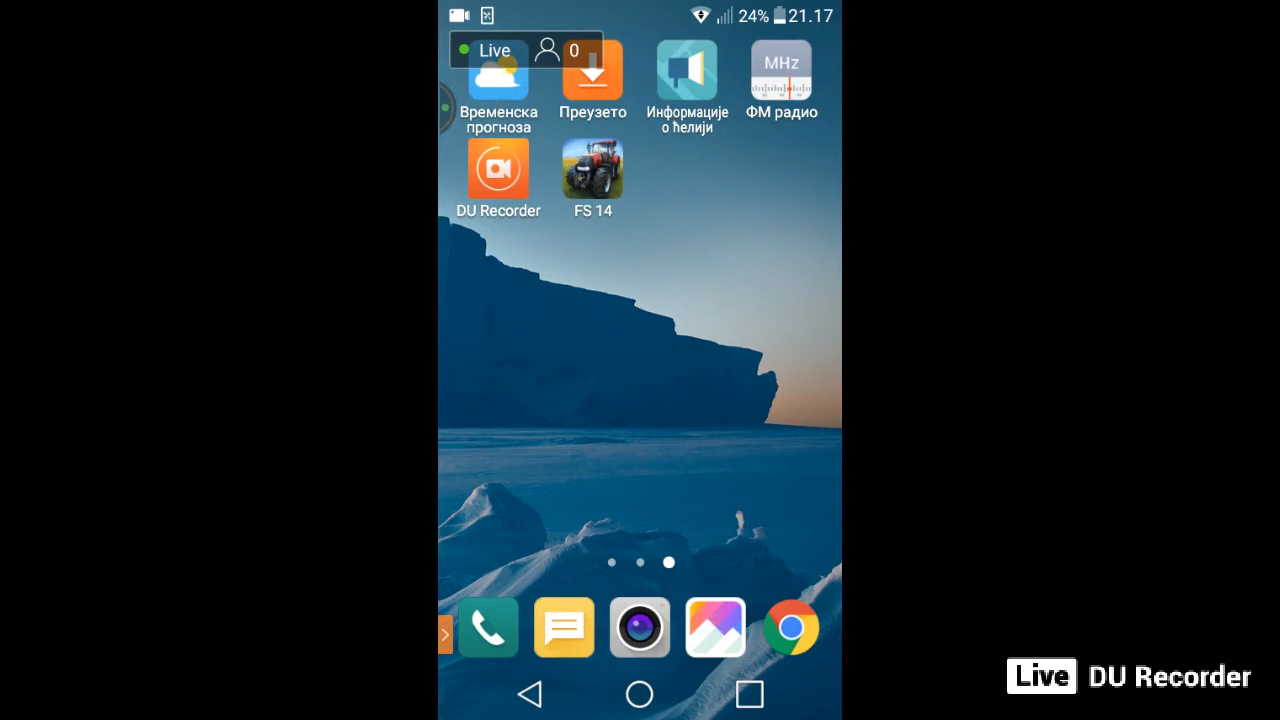 24% 21.17
Live 0
MHz
Временска прогноза
Преузето
Информације о ћелији
ФМ радио
DU Recorder
FS 14
Live DU Recorder